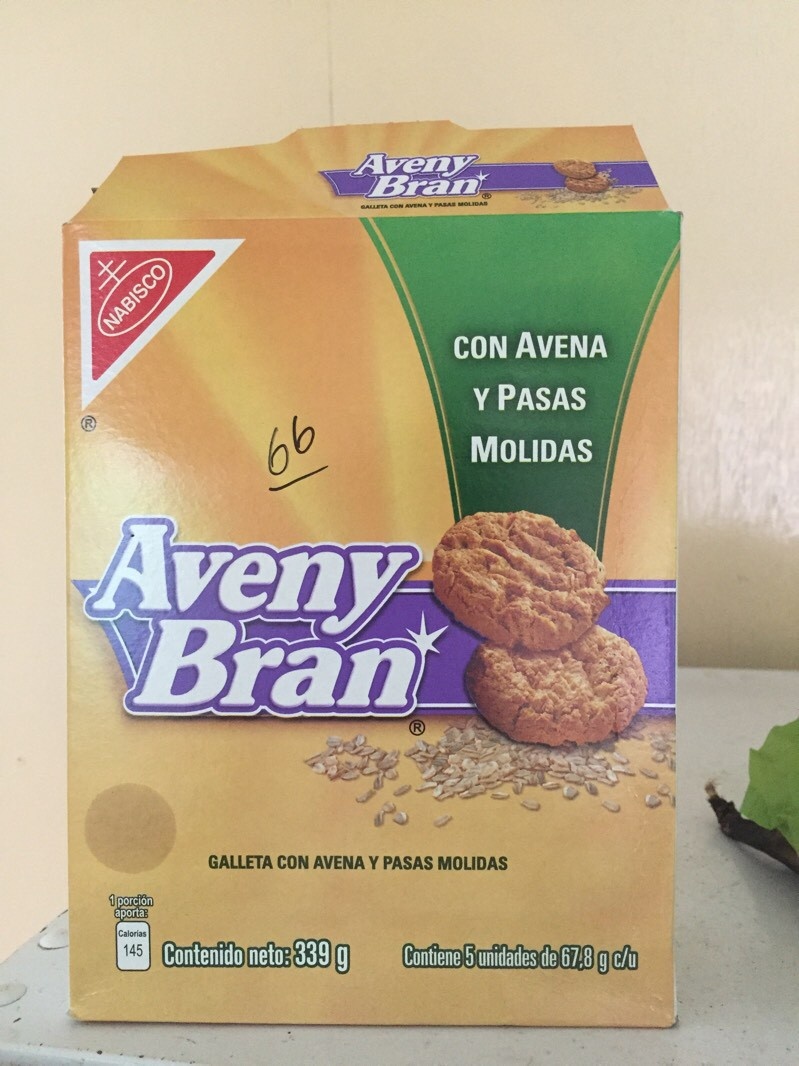 Aveny
Bran®
GALLETA CON AVENA Y PASAS MOLIDAS
NABISCO
®
CON AVENA
Y PASAS
MOLIDAS
66
Aveny
Bran
®
GALLETA CON AVENA Y PASAS MOLIDAS
1 porción
aporta:
Calorías
145
Contenido neto: 339 g
Contiene 5 unidades de 67,8 g c/u